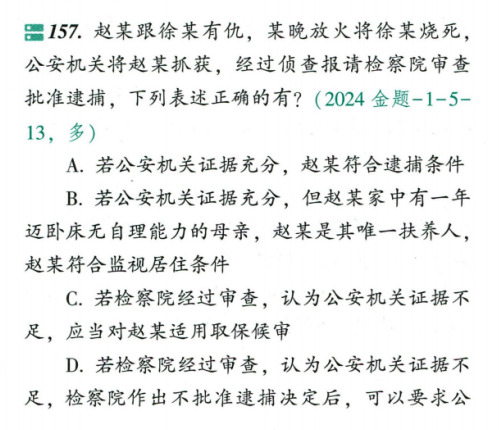 157. 赵某跟徐某有仇，某晚放火将徐某烧死，
公安机关将赵某抓获，经过侦查报请检察院审查
批准逮捕，下列表述正确的有？（2024 金题-1-5-
13，多）
A. 若公安机关证据充分，赵某符合逮捕条件
B. 若公安机关证据充分，但赵某家中有一年
迈卧床无自理能力的母亲，赵某是其唯一扶养人，
赵某符合监视居住条件
C. 若检察院经过审查，认为公安机关证据不
足，应当对赵某适用取保候审
D. 若检察院经过审查，认为公安机关证据不
足，检察院作出不批准逮捕决定后，可以要求公